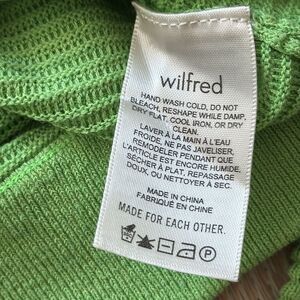 wilfred
HAND WASH COLD, DO NOT
BLEACH, RESHAPE WHILE DAMP,
DRY FLAT, COOL IRON, OR DRY
CLEAN.
LAVER À LA MAIN À L'EAU
FROIDE, NE PAS JAVELISER,
REMODELER PENDANT QUE
L'ARTICLE EST ENCORE HUMIDE,
SÉCHER À PLAT, REPASSAGE
DOUX, OU NETTOYER À SEC.
MADE IN CHINA
FABRIQUÉ EN CHINE
MADE FOR EACH OTHER.
P